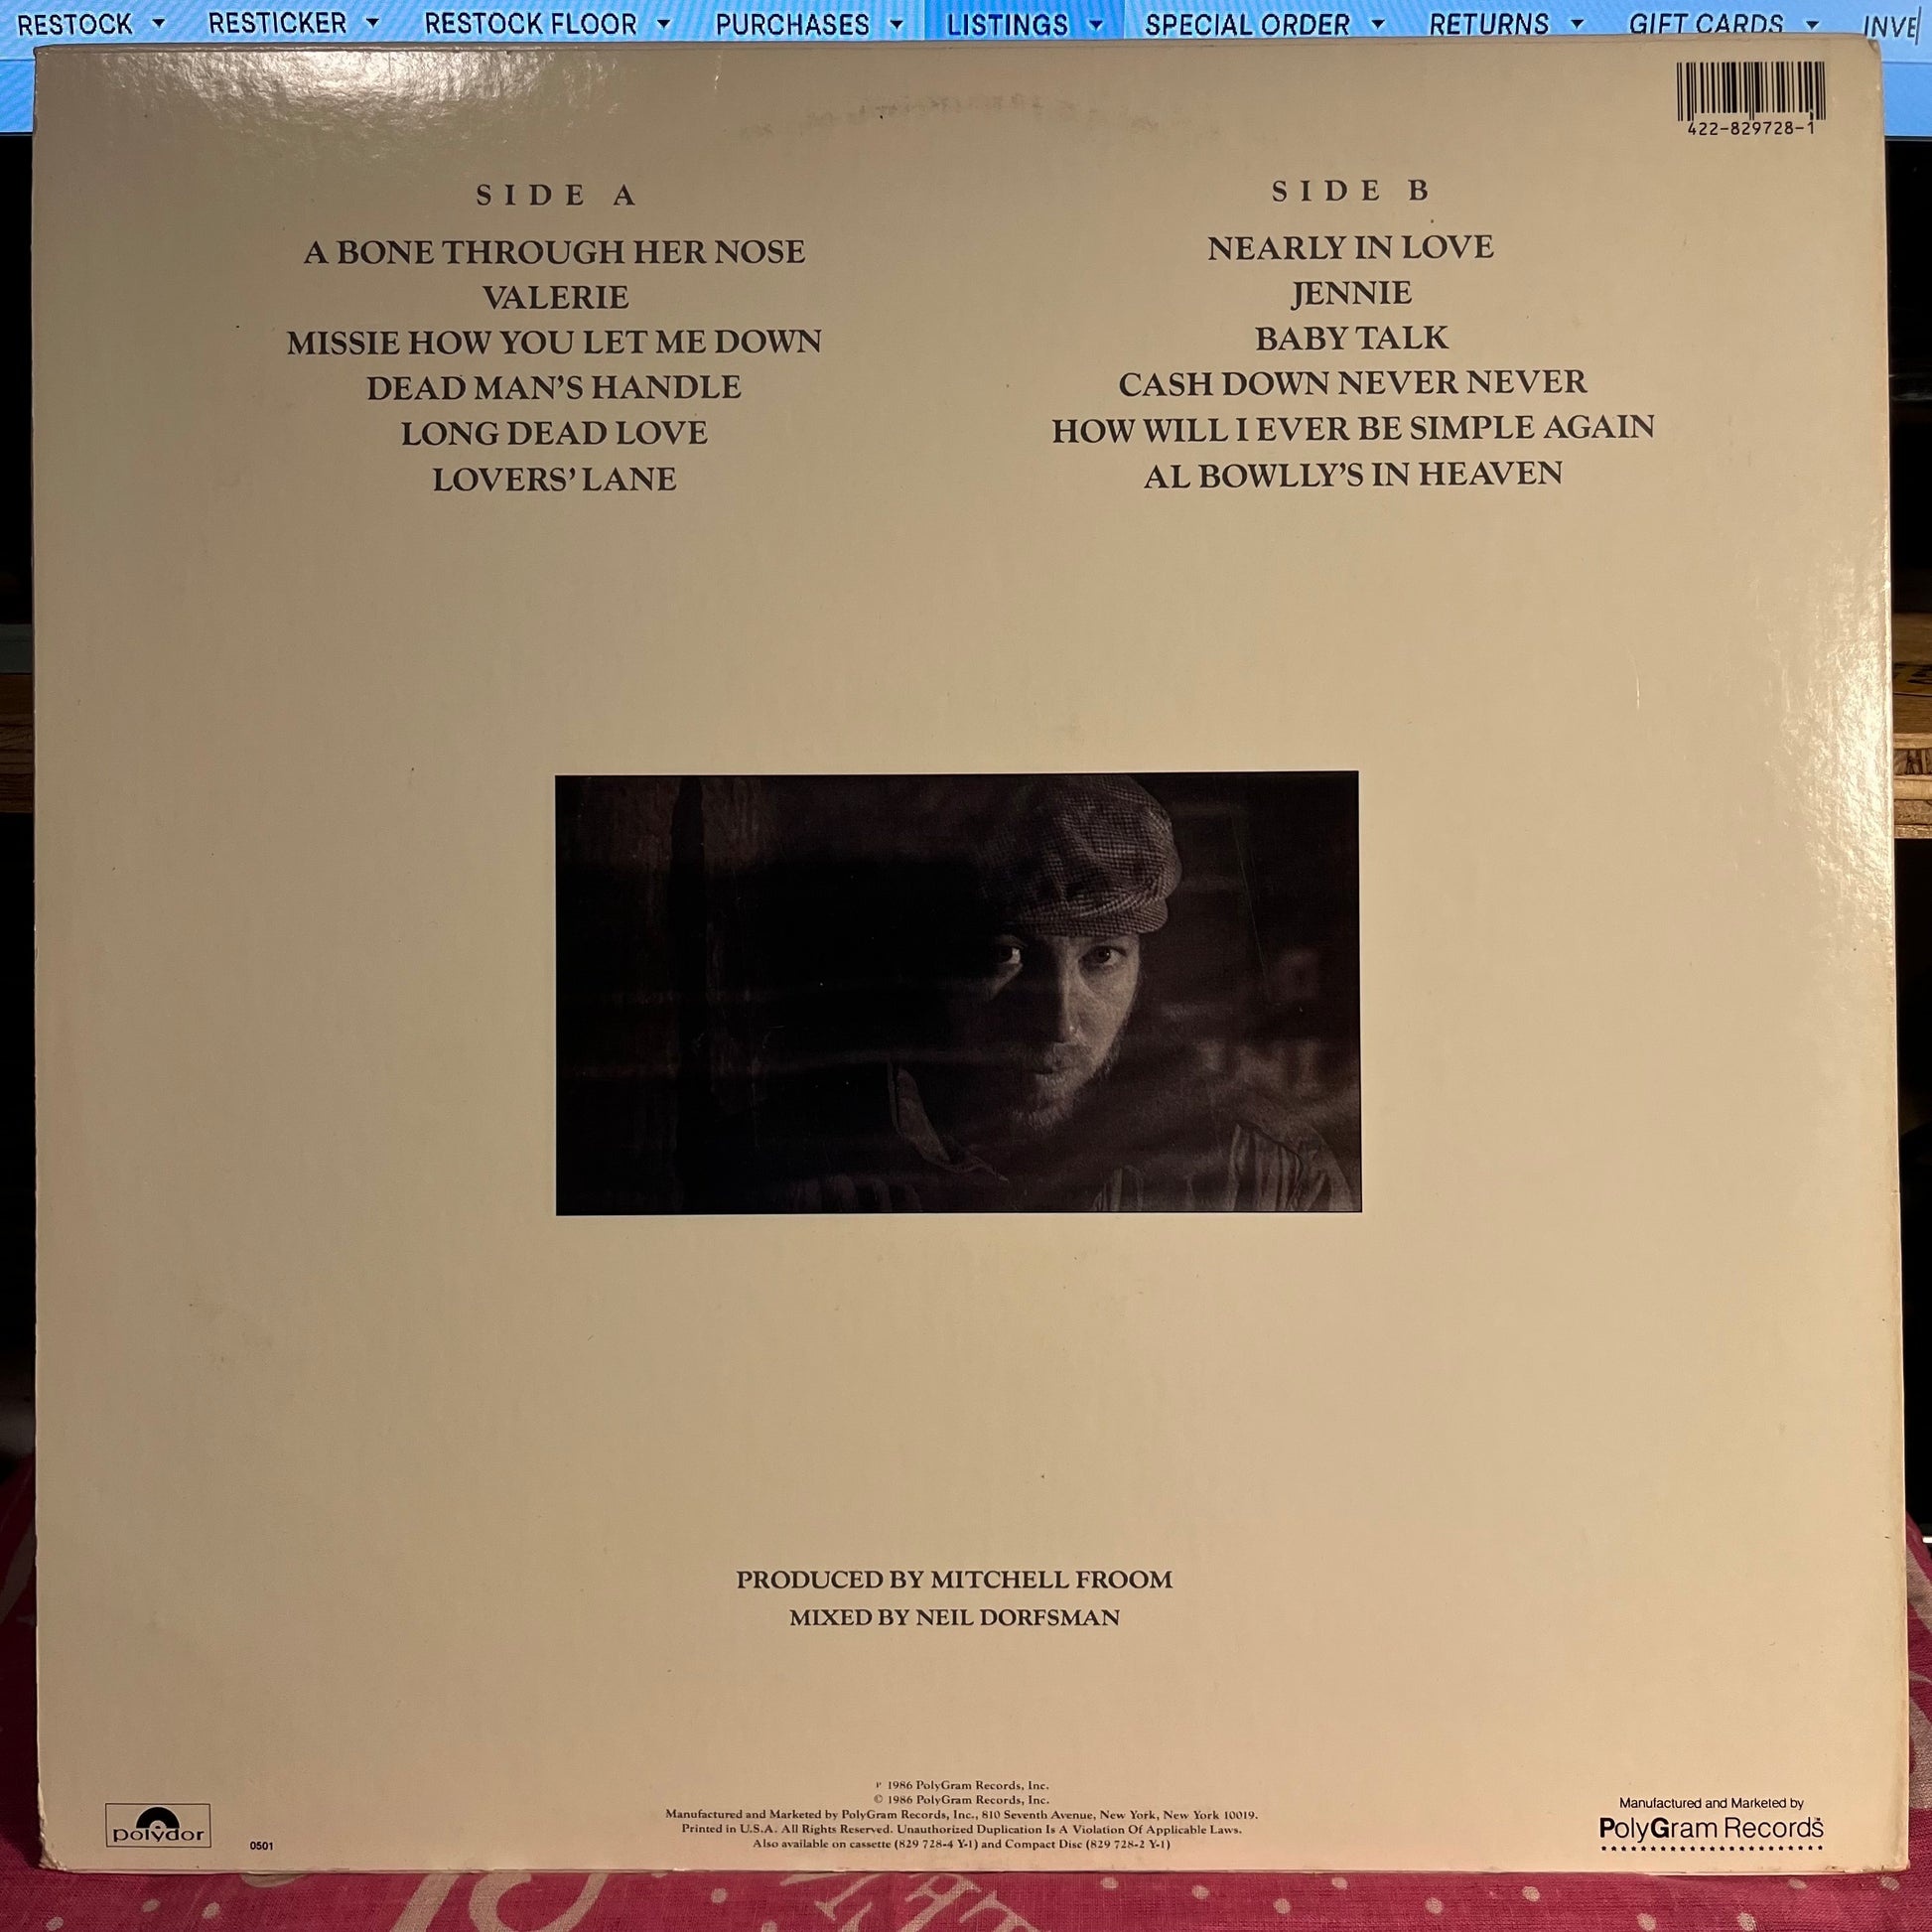 RESTOCK RESTICKER RESTOCK FLOOR PURCHASES LISTINGS SPECIAL ORDER RETURNS GIFT CARDS INVE
422-829728-1
SIDE A
A BONE THROUGH HER NOSE
VALERIE
MISSIE HOW YOU LET ME DOWN
DEAD MAN'S HANDLE
LONG DEAD LOVE
LOVERS' LANE
SIDE B
NEARLY IN LOVE
JENNIE
BABY TALK
CASH DOWN NEVER NEVER
HOW WILL I EVER BE SIMPLE AGAIN
AL BOWLLY'S IN HEAVEN
PRODUCED BY MITCHELL FROOM
MIXED BY NEIL DORFSMAN
℗ 1986 PolyGram Records, Inc.
© 1986 PolyGram Records, Inc.
Manufactured and Marketed by PolyGram Records, Inc., 810 Seventh Avenue, New York, New York 10019.
Printed in U.S.A. All Rights Reserved. Unauthorized Duplication Is A Violation Of Applicable Laws.
Also available on cassette (829 728-4 Y-1) and Compact Disc (829 728-2 Y-1)
polydor
0501
Manufactured and Marketed by
PolyGram Records